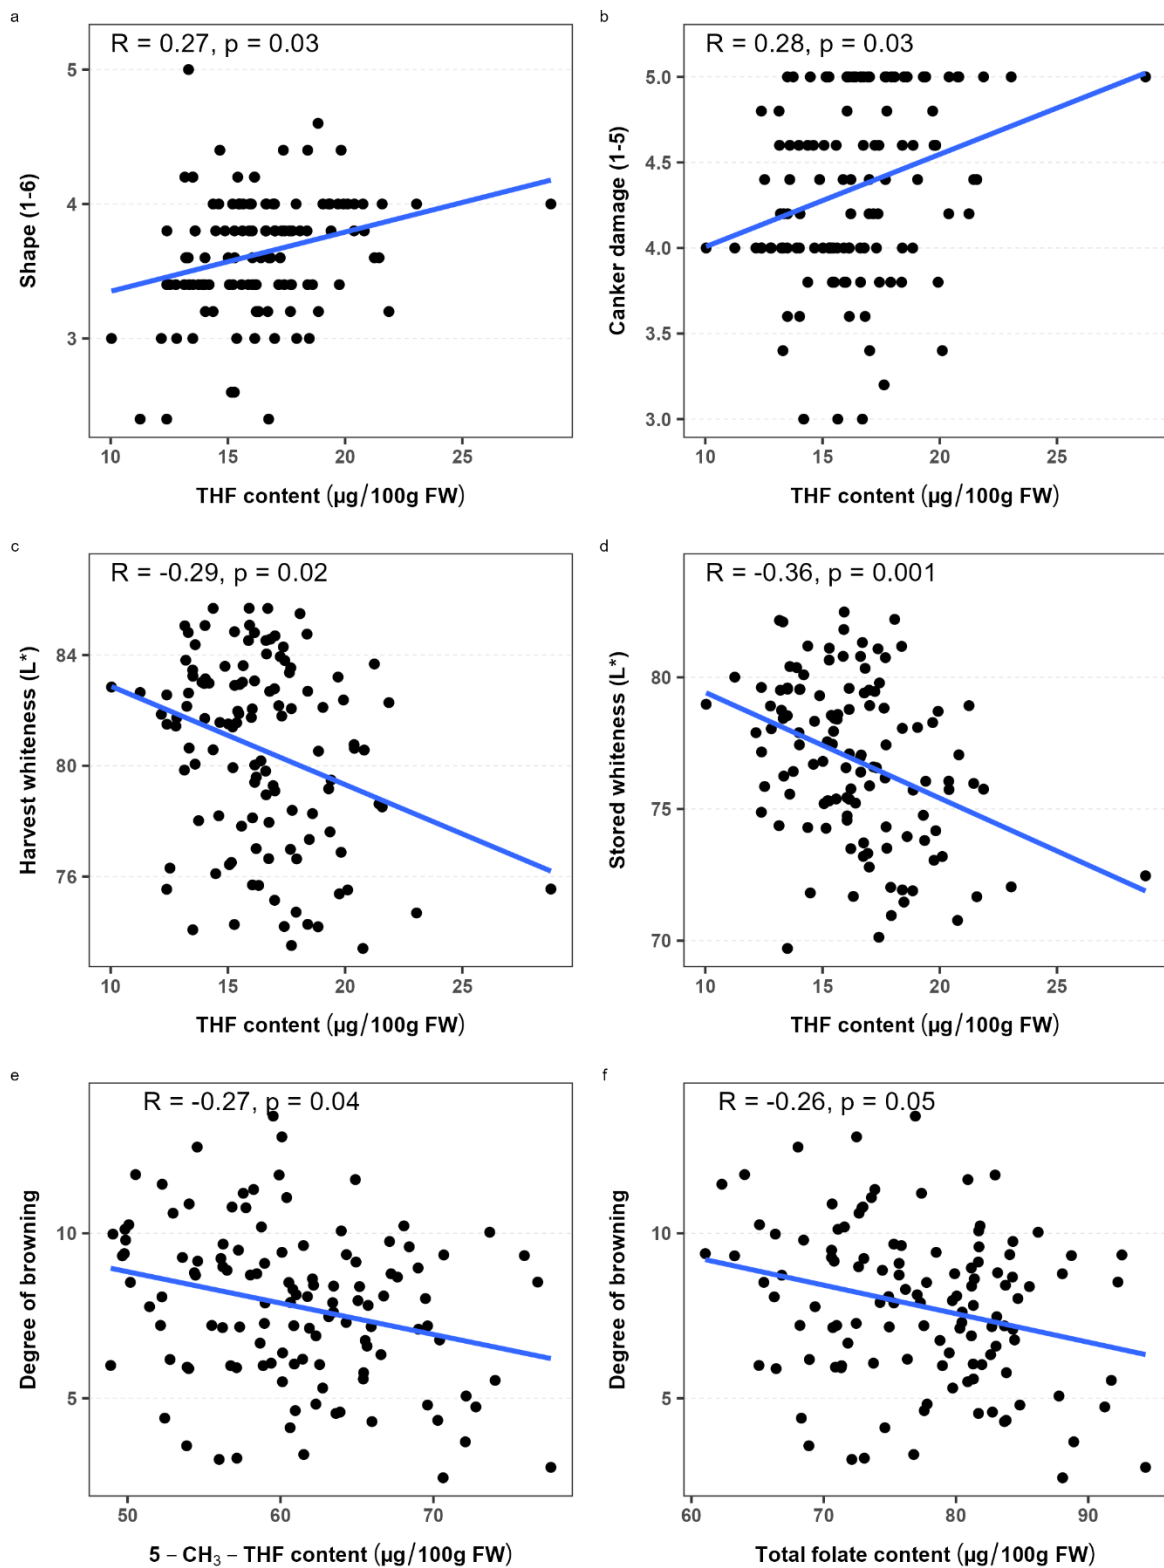 a
R = 0.27, p = 0.03
5
4
3
Shape (1-6)
10 15 20 25
THF content (µg/100g FW)
b
R = 0.28, p = 0.03
5.0
4.5
4.0
3.5
3.0
Canker damage (1-5)
10 15 20 25
THF content (µg/100g FW)
c
R = -0.29, p = 0.02
84
80
76
Harvest whiteness (L*)
10 15 20 25
THF content (µg/100g FW)
d
R = -0.36, p = 0.001
80
75
70
Stored whiteness (L*)
10 15 20 25
THF content (µg/100g FW)
e
R = -0.27, p = 0.04
10
5
Degree of browning
50 60 70
5 − CH₃ − THF content (µg/100g FW)
f
R = -0.26, p = 0.05
10
5
Degree of browning
60 70 80 90
Total folate content (µg/100g FW)